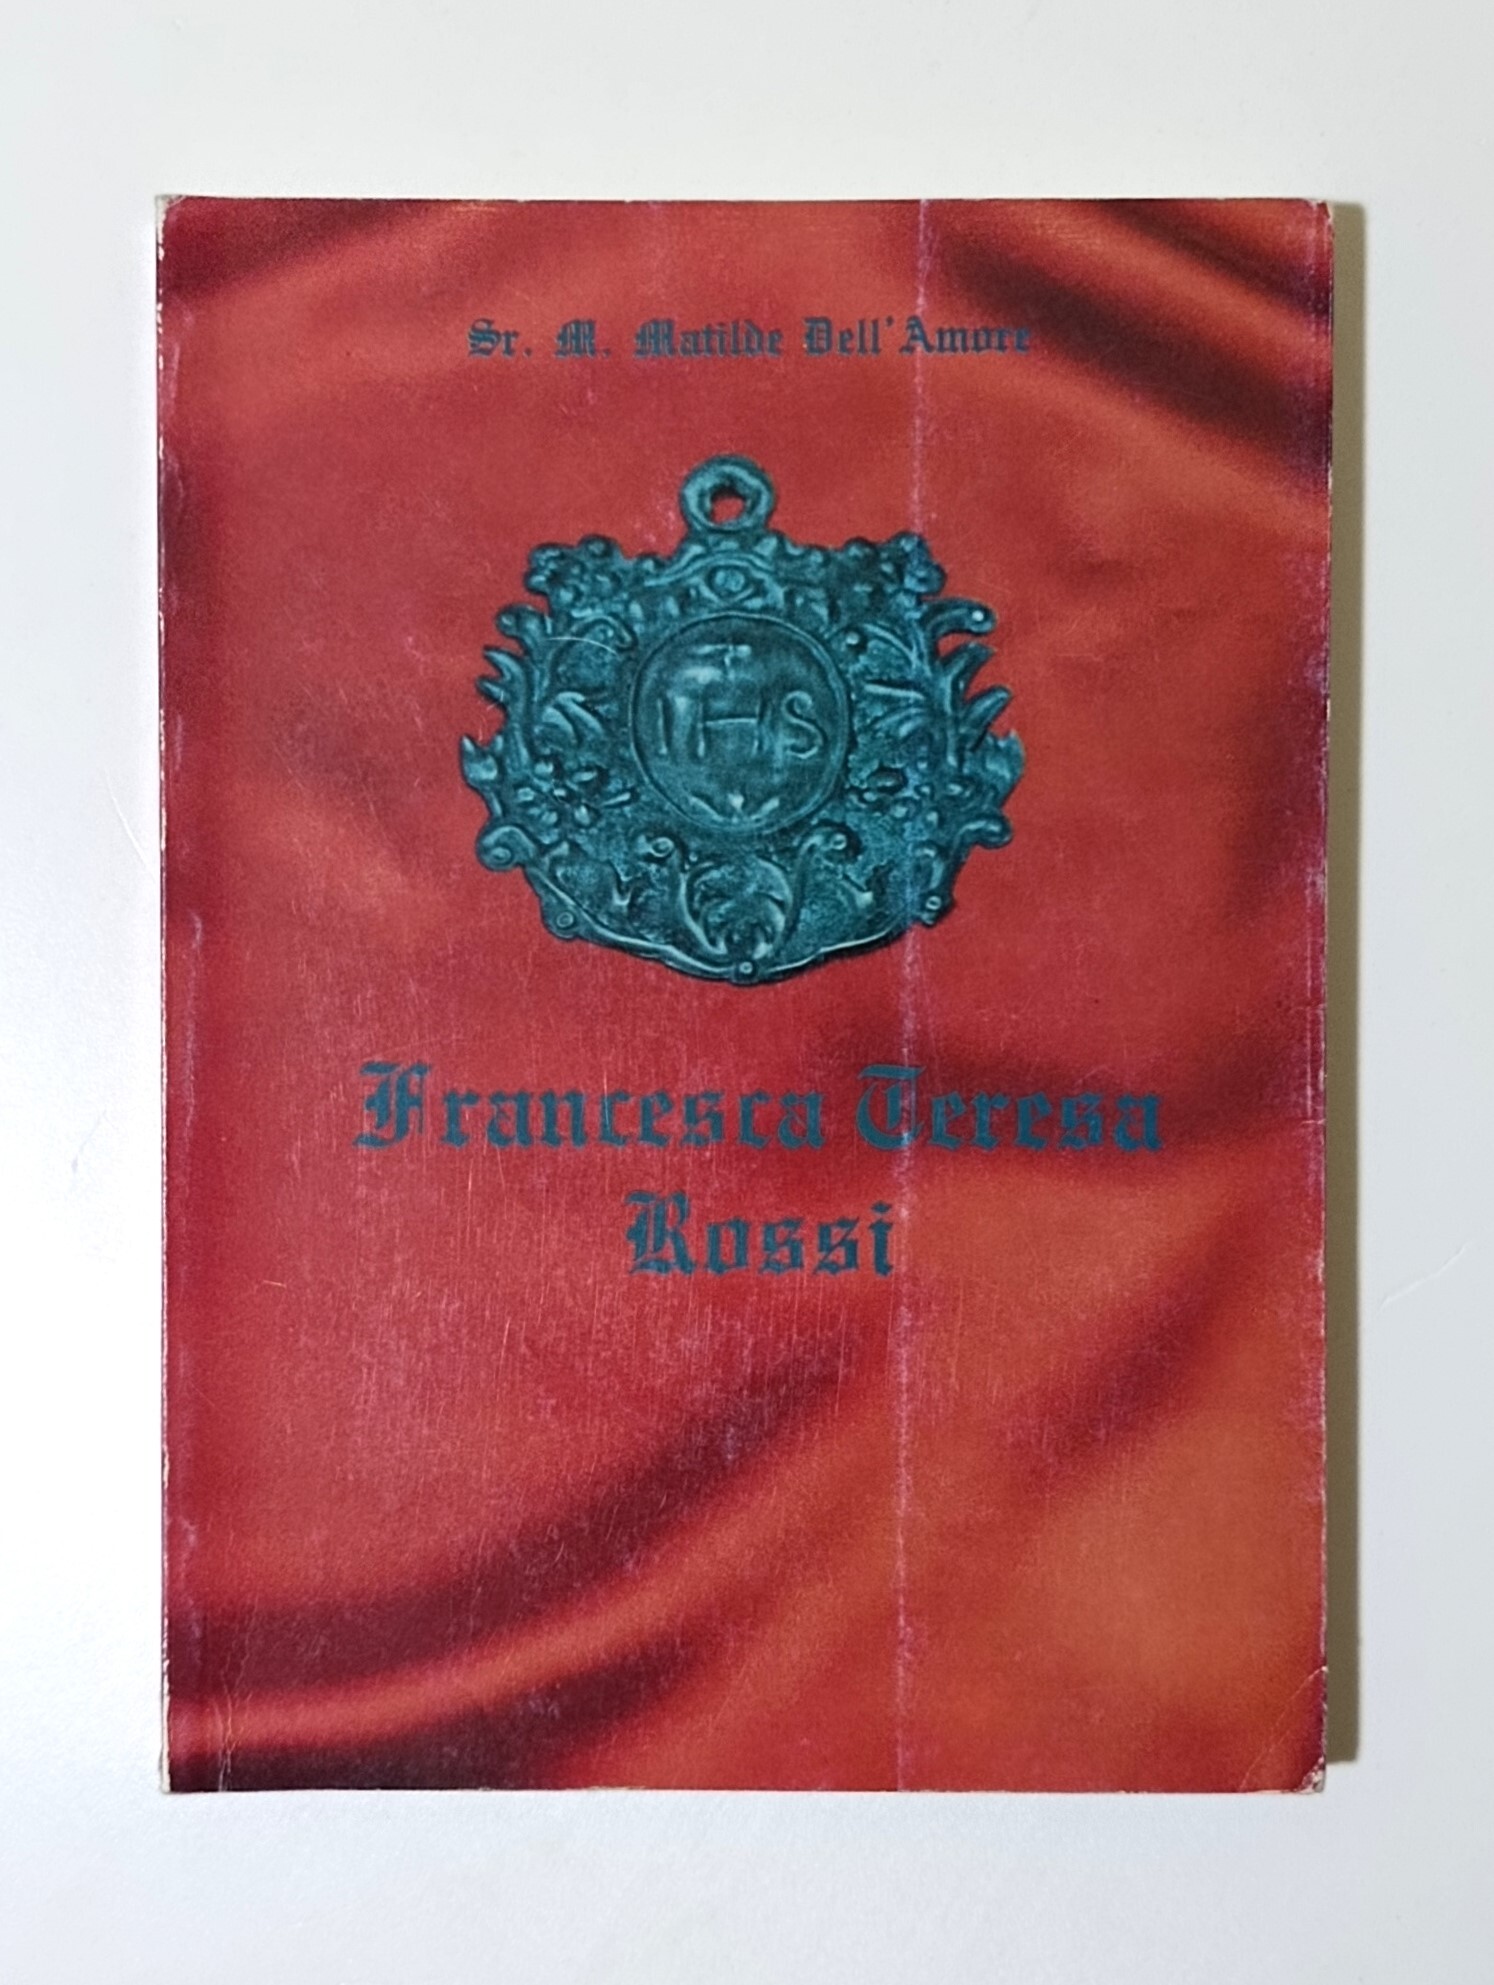 Sr. M. Matilde Dell'Amore
IHS
Francesca Teresa
Rossi